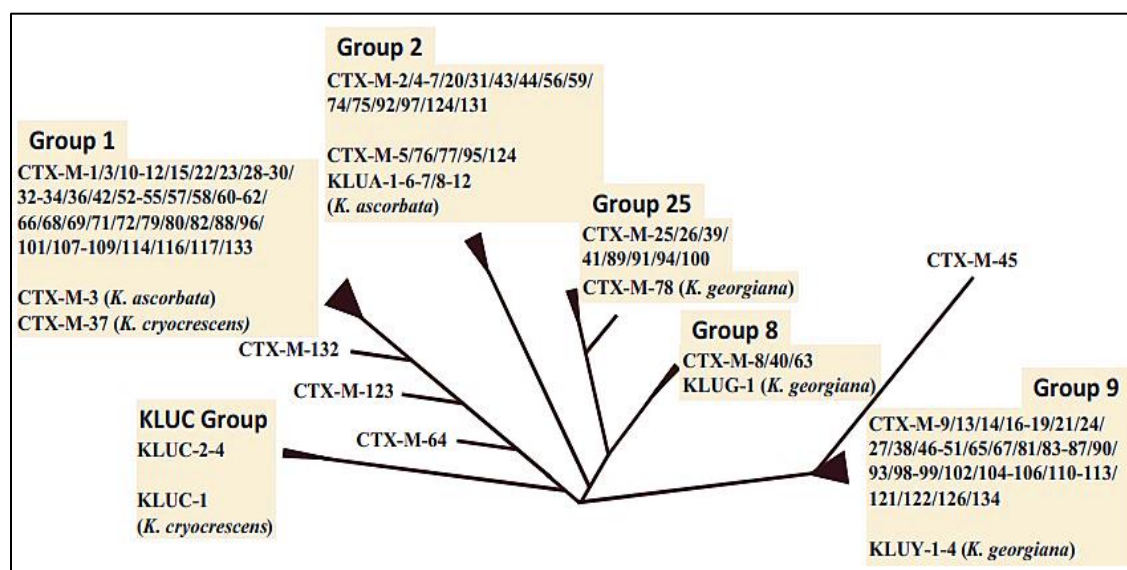 Group 2
CTX-M-2/4-7/20/31/43/44/56/59/
74/75/92/97/124/131
CTX-M-5/76/77/95/124
KLUA-1-6-7/8-12
(K. ascorbata)
Group 1
CTX-M-1/3/10-12/15/22/23/28-30/
32-34/36/42/52-55/57/58/60-62/
66/68/69/71/72/79/80/82/88/96/
101/107-109/114/116/117/133
CTX-M-3 (K. ascorbata)
CTX-M-37 (K. cryocrescens)
Group 25
CTX-M-25/26/39/
41/89/91/94/100
CTX-M-78 (K. georgiana)
CTX-M-45
Group 8
CTX-M-8/40/63
KLUG-1 (K. georgiana)
CTX-M-132
CTX-M-123
CTX-M-64
KLUC Group
KLUC-2-4
KLUC-1
(K. cryocrescens)
Group 9
CTX-M-9/13/14/16-19/21/24/
27/38/46-51/65/67/81/83-87/90/
93/98-99/102/104-106/110-113/
121/122/126/134
KLUY-1-4 (K. georgiana)